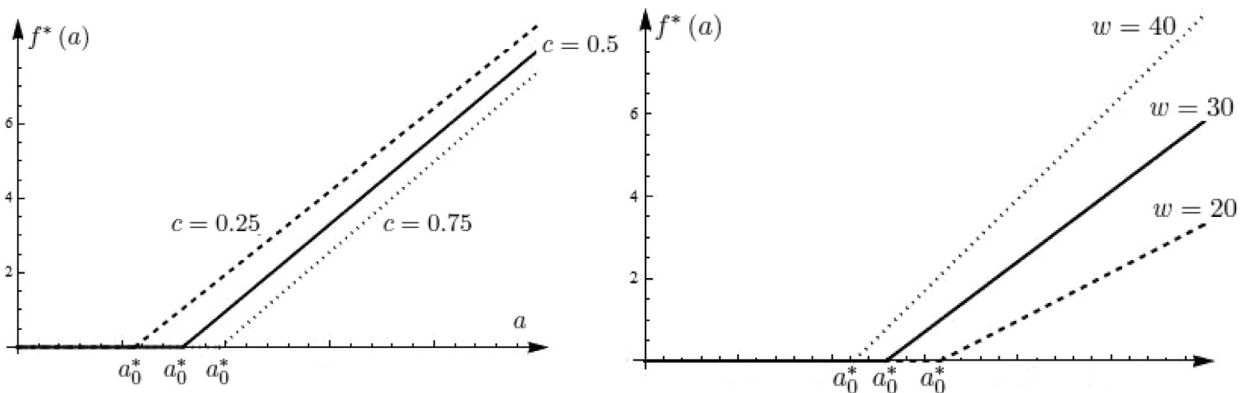 f* (a)
c = 0.5
6
4
c = 0.25
c = 0.75
2
a
a₀* a₀* a₀*
f* (a)
w = 40
6
w = 30
4
w = 20
2
a₀* a₀* a₀*